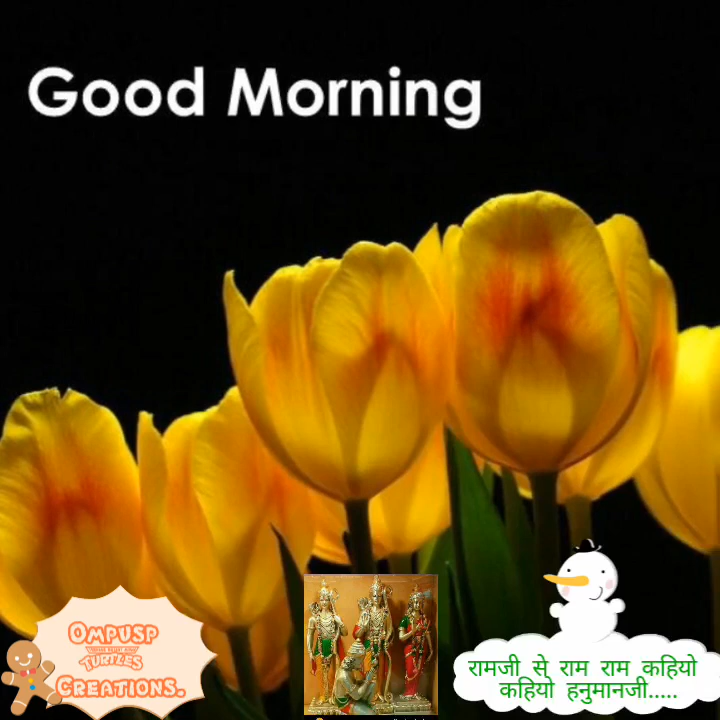 Good Morning
OMPUSP
TURTLES
CREATIONS.
रामजी से राम राम कहियो
कहियो हनुमानजी.....